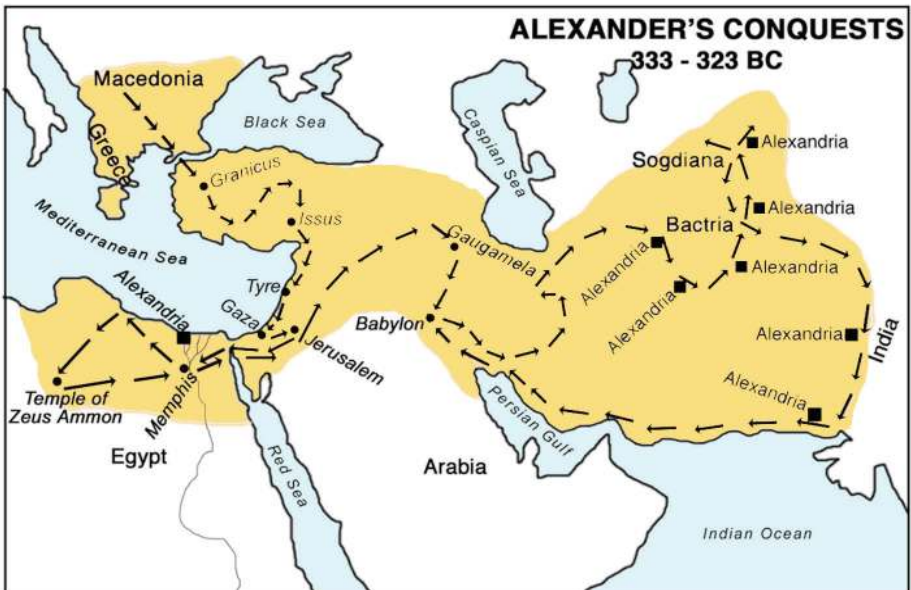 ALEXANDER'S CONQUESTS
333 - 323 BC
Macedonia
Greece
Black Sea
Caspian Sea
Granicus
Issus
Mediterranean Sea
Sogdiana
Alexandria
Alexandria
Bactria
Alexandria
Alexandria
Alexandria
Gaugamela
Tyre
Alexandria
Gaza
Babylon
Jerusalem
Alexandria
India
Alexandria
Temple of
Zeus Ammon
Memphis
Egypt
Red Sea
Arabia
Persian Gulf
Indian Ocean